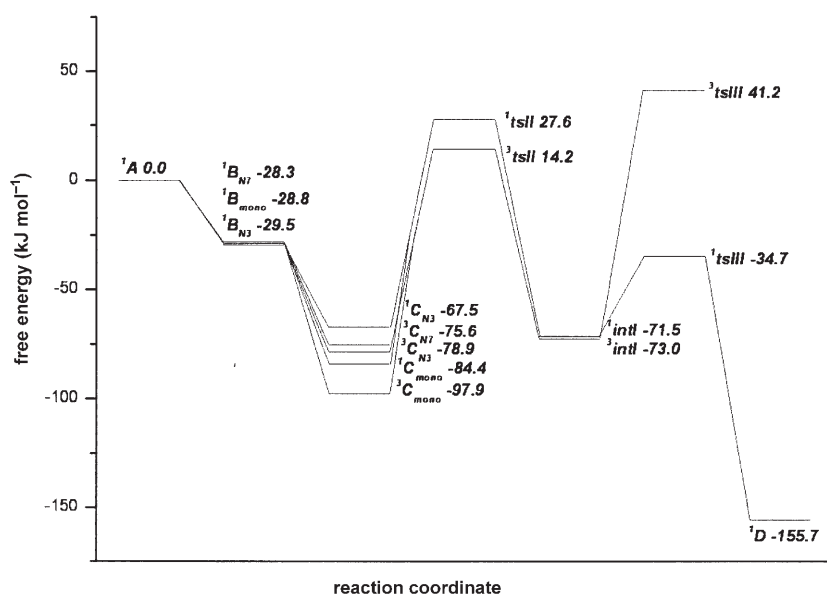 50
0
-50
-100
-150
free energy (kJ mol⁻¹)
reaction coordinate
¹A 0.0
¹B_N7 -28.3
¹B_mono -28.8
¹B_N3 -29.5
¹C_N3 -67.5
³C_N7 -75.6
³C_N3 -78.9
¹C_mono -84.4
³C_mono -97.9
¹tsII 27.6
³tsII 14.2
¹intI -71.5
³intI -73.0
³tsIII 41.2
¹tsIII -34.7
¹D -155.7